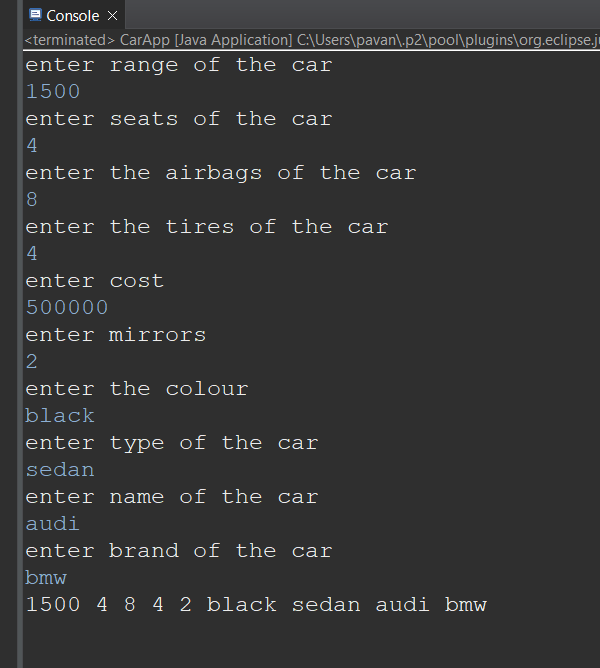 Console
<terminated> CarApp [Java Application] C:\Users\pavan\.p2\pool\plugins\org.eclipse.ju
enter range of the car
1500
enter seats of the car
4
enter the airbags of the car
8
enter the tires of the car
4
enter cost
500000
enter mirrors
2
enter the colour
black
enter type of the car
sedan
enter name of the car
audi
enter brand of the car
bmw
1500 4 8 4 2 black sedan audi bmw